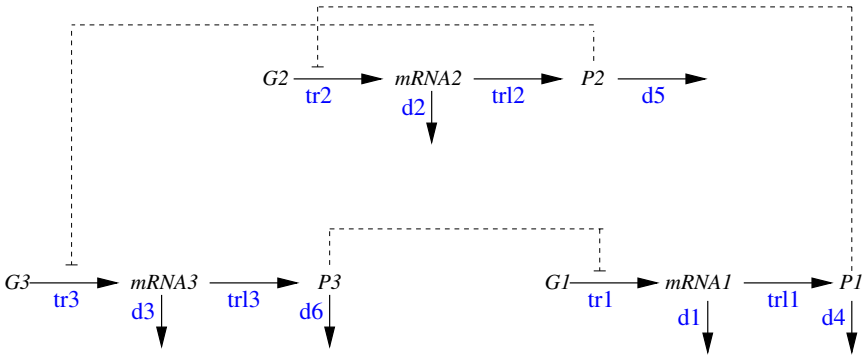 G2 mRNA2 P2
tr2 trl2 d5
d2
G3 mRNA3 P3 G1 mRNA1 P1
tr3 trl3 tr1 trl1
d3 d6 d1 d4